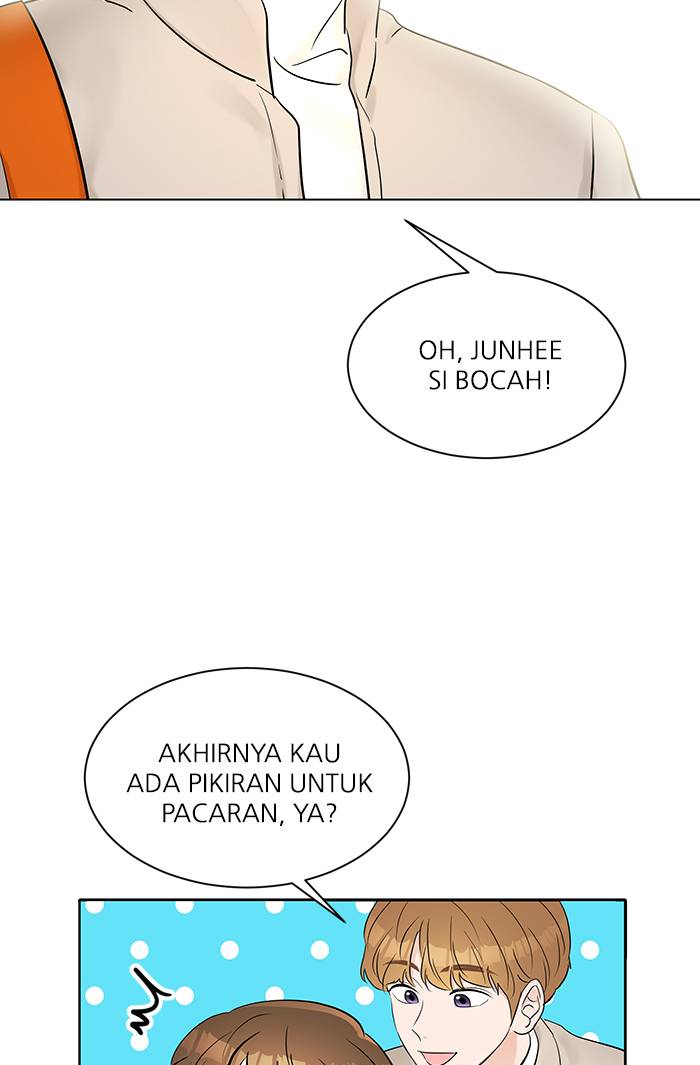 OH, JUNHEE
SI BOCAH!
AKHIRNYA KAU
ADA PIKIRAN UNTUK
PACARAN, YA?